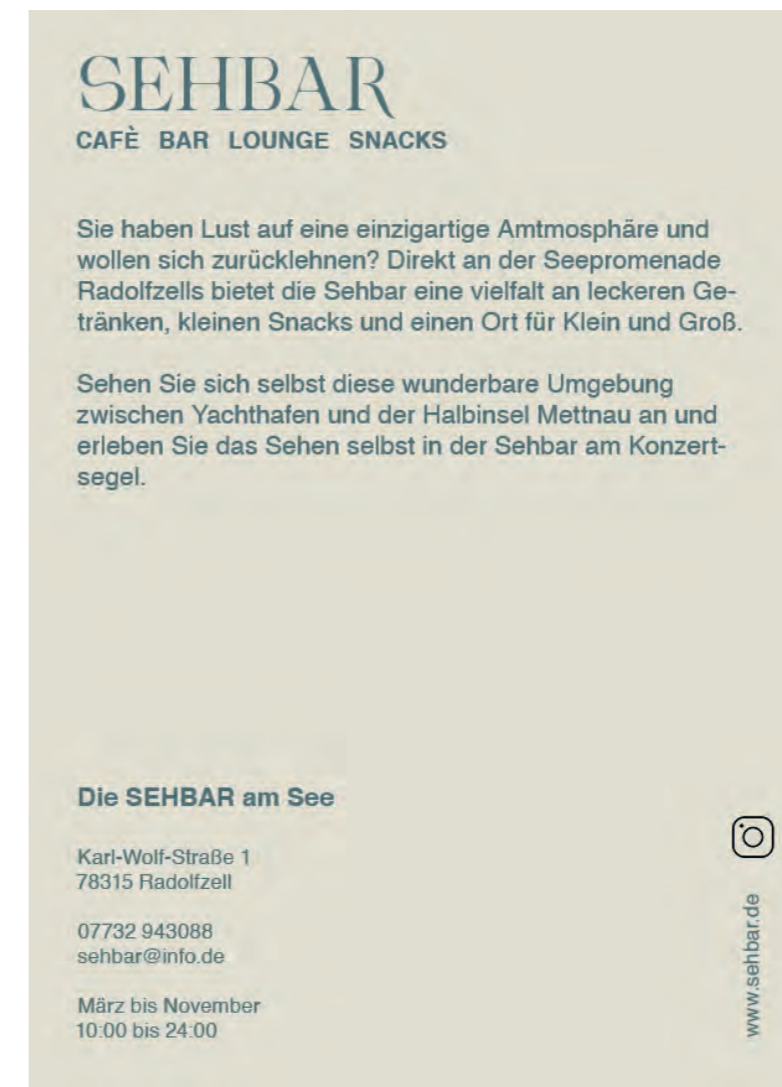 SEHBAR
CAFÈ BAR LOUNGE SNACKS
Sie haben Lust auf eine einzigartige Amtmosphäre und
wollen sich zurücklehnen? Direkt an der Seepromenade
Radolfzells bietet die Sehbar eine vielfalt an leckeren Ge-
tränken, kleinen Snacks und einen Ort für Klein und Groß.
Sehen Sie sich selbst diese wunderbare Umgebung
zwischen Yachthafen und der Halbinsel Mettnau an und
erleben Sie das Sehen selbst in der Sehbar am Konzert-
segel.
Die SEHBAR am See
Karl-Wolf-Straße 1
78315 Radolfzell
07732 943088
sehbar@info.de
März bis November
10:00 bis 24:00
www.sehbar.de